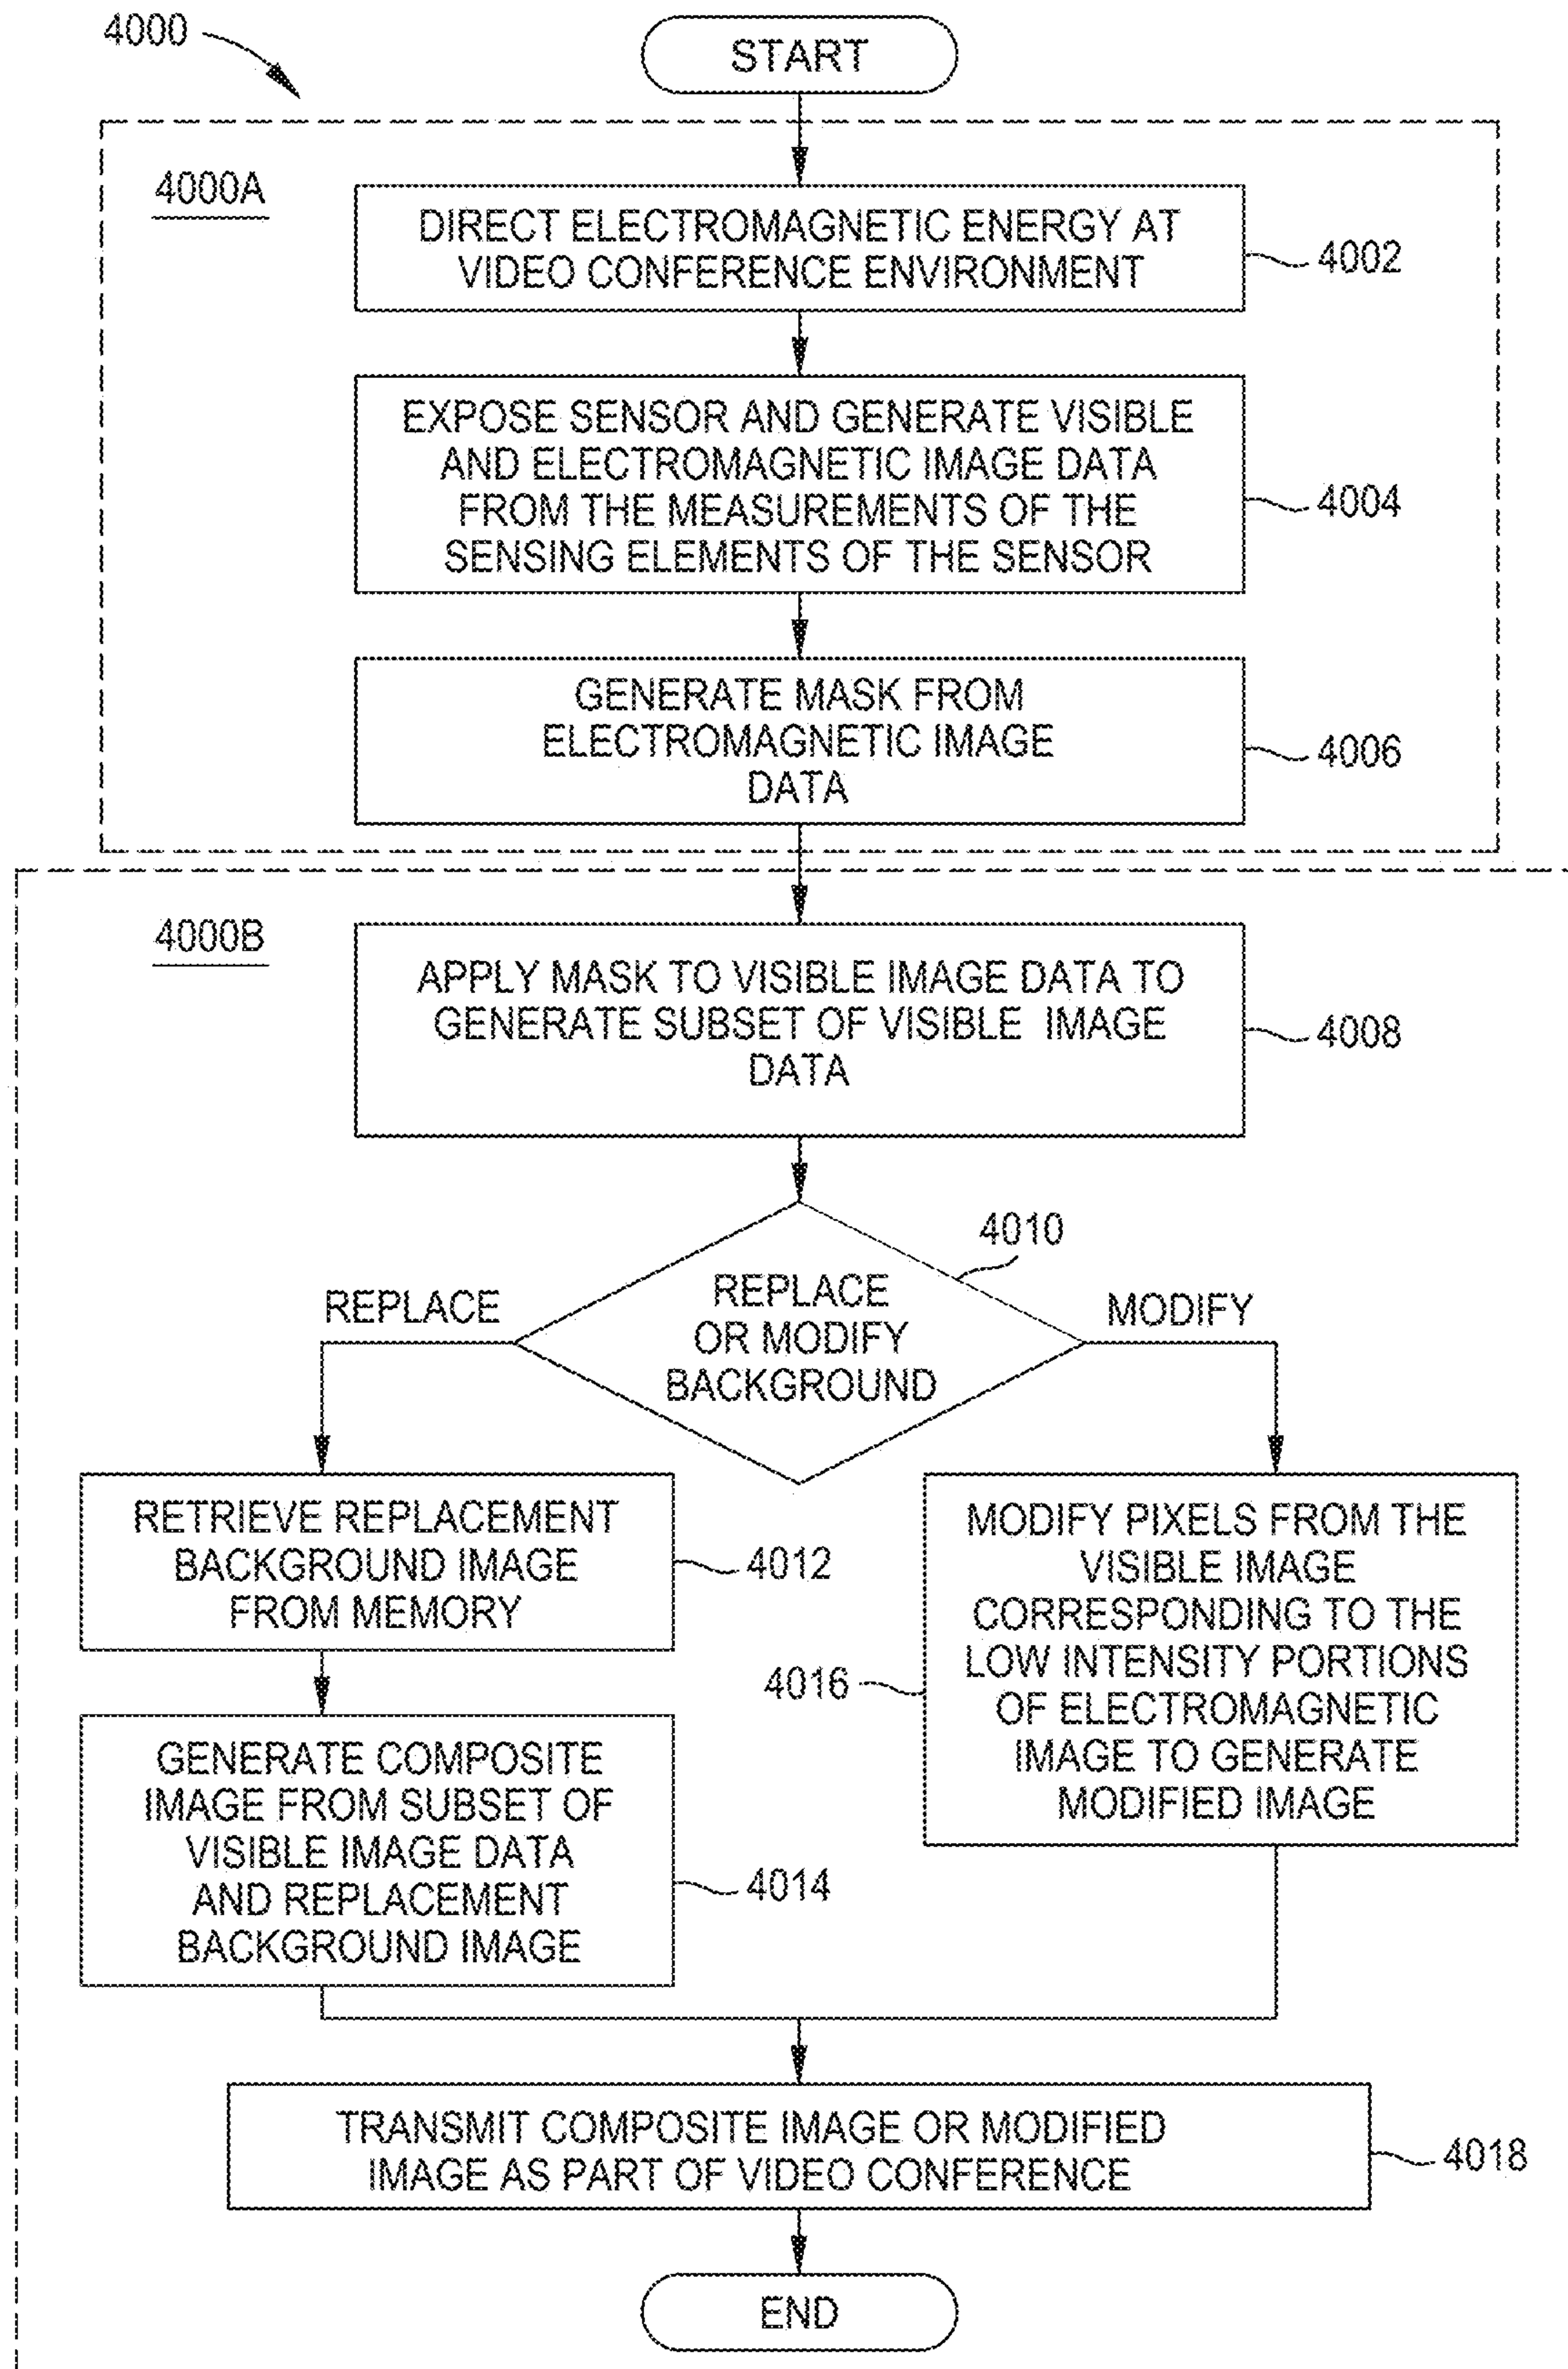 4000
START
4000A
DIRECT ELECTROMAGNETIC ENERGY AT
VIDEO CONFERENCE ENVIRONMENT
4002
EXPOSE SENSOR AND GENERATE VISIBLE
AND ELECTROMAGNETIC IMAGE DATA
FROM THE MEASUREMENTS OF THE
SENSING ELEMENTS OF THE SENSOR
4004
GENERATE MASK FROM
ELECTROMAGNETIC IMAGE
DATA
4006
4000B
APPLY MASK TO VISIBLE IMAGE DATA TO
GENERATE SUBSET OF VISIBLE IMAGE
DATA
4008
4010
REPLACE
OR MODIFY
BACKGROUND
REPLACE
MODIFY
RETRIEVE REPLACEMENT
BACKGROUND IMAGE
FROM MEMORY
4012
GENERATE COMPOSITE
IMAGE FROM SUBSET OF
VISIBLE IMAGE DATA
AND REPLACEMENT
BACKGROUND IMAGE
4014
MODIFY PIXELS FROM THE
VISIBLE IMAGE
CORRESPONDING TO THE
LOW INTENSITY PORTIONS
OF ELECTROMAGNETIC
IMAGE TO GENERATE
MODIFIED IMAGE
4016
TRANSMIT COMPOSITE IMAGE OR MODIFIED
IMAGE AS PART OF VIDEO CONFERENCE
4018
END